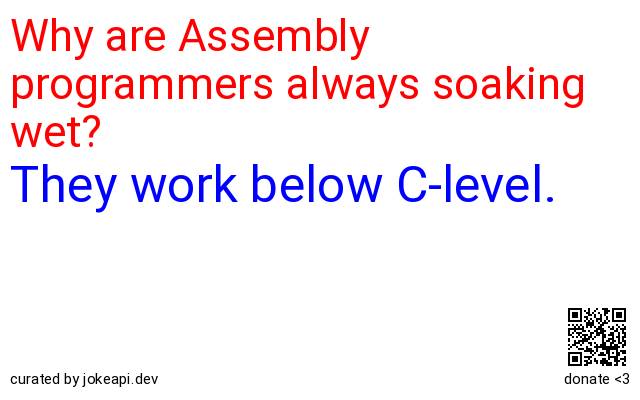 Why are Assembly
programmers always soaking
wet?
They work below C-level.
curated by jokeapi.dev
donate <3